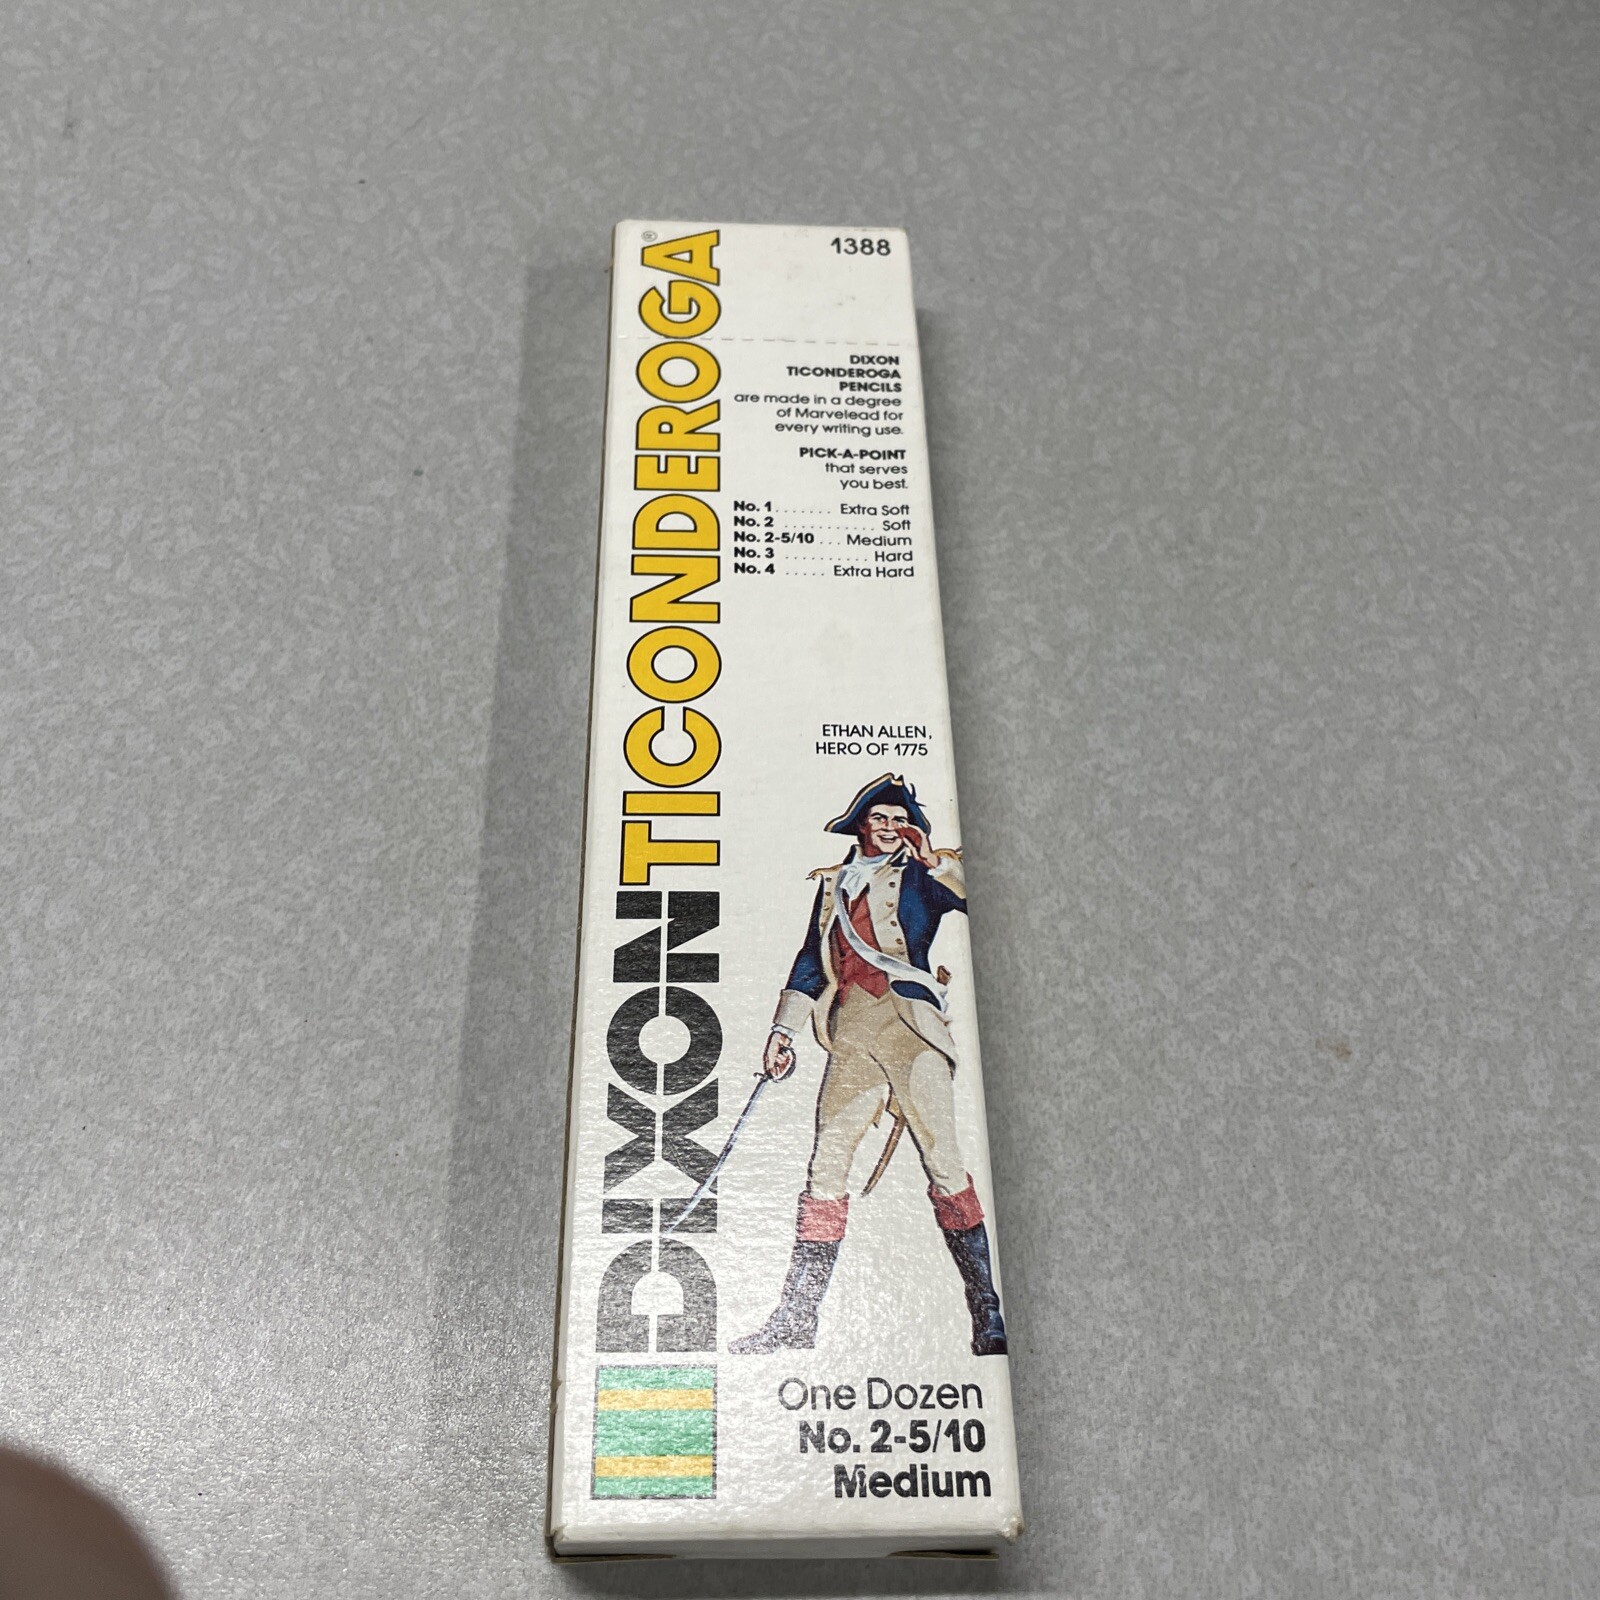 1388
DIXON TICONDEROGA®
DIXON
TICONDEROGA
PENCILS
are made in a degree
of Marvelead for
every writing use.
PICK-A-POINT
that serves
you best.
No. 1 ....... Extra Soft
No. 2 ........... Soft
No. 2-5/10 ... Medium
No. 3 .......... Hard
No. 4 ..... Extra Hard
ETHAN ALLEN,
HERO OF 1775
One Dozen
No. 2-5/10
Medium